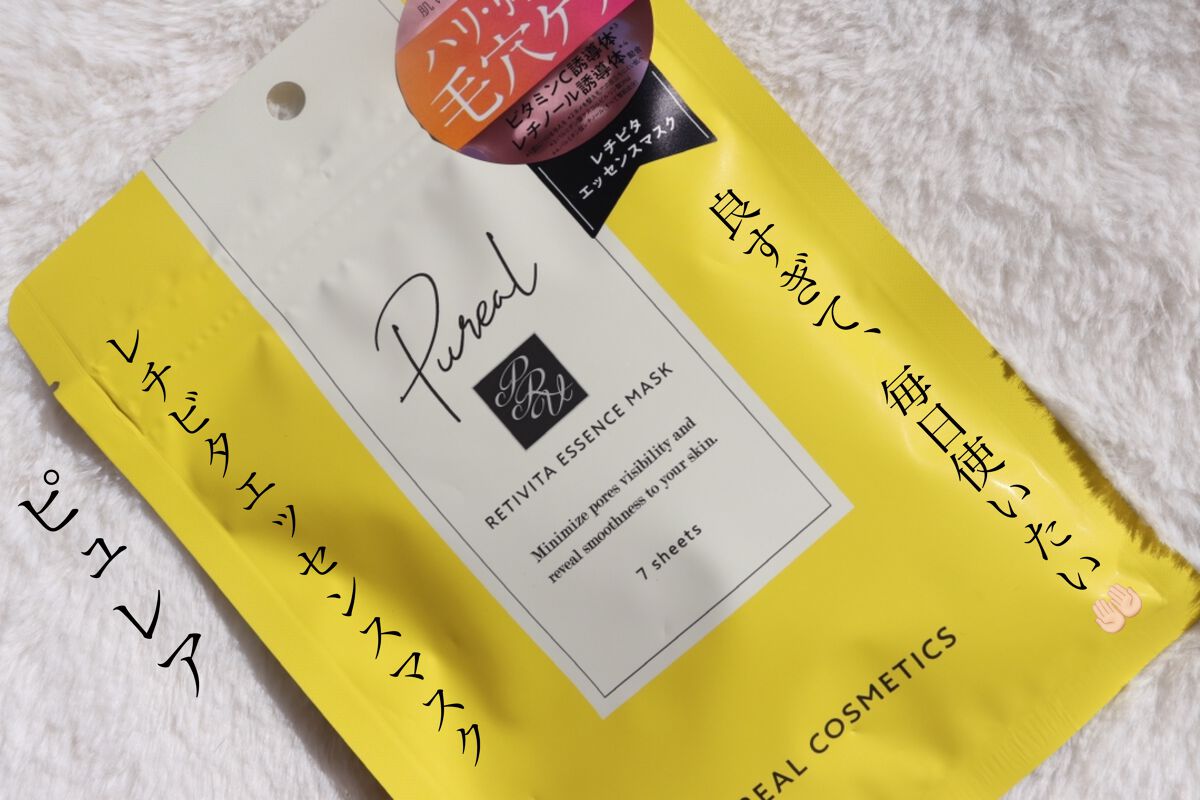 毛穴ケア
ビタミンC誘導体
レチノール誘導体
レチビタ
エッセンスマスク
Pureal
PRV
RETIVITA ESSENCE MASK
Minimize pores visibility and
reveal smoothness to your skin.
7 sheets
REAL COSMETICS
良すぎて、毎日使いたい🫶🏻
レチビタエッセンスマスク
ピュレア